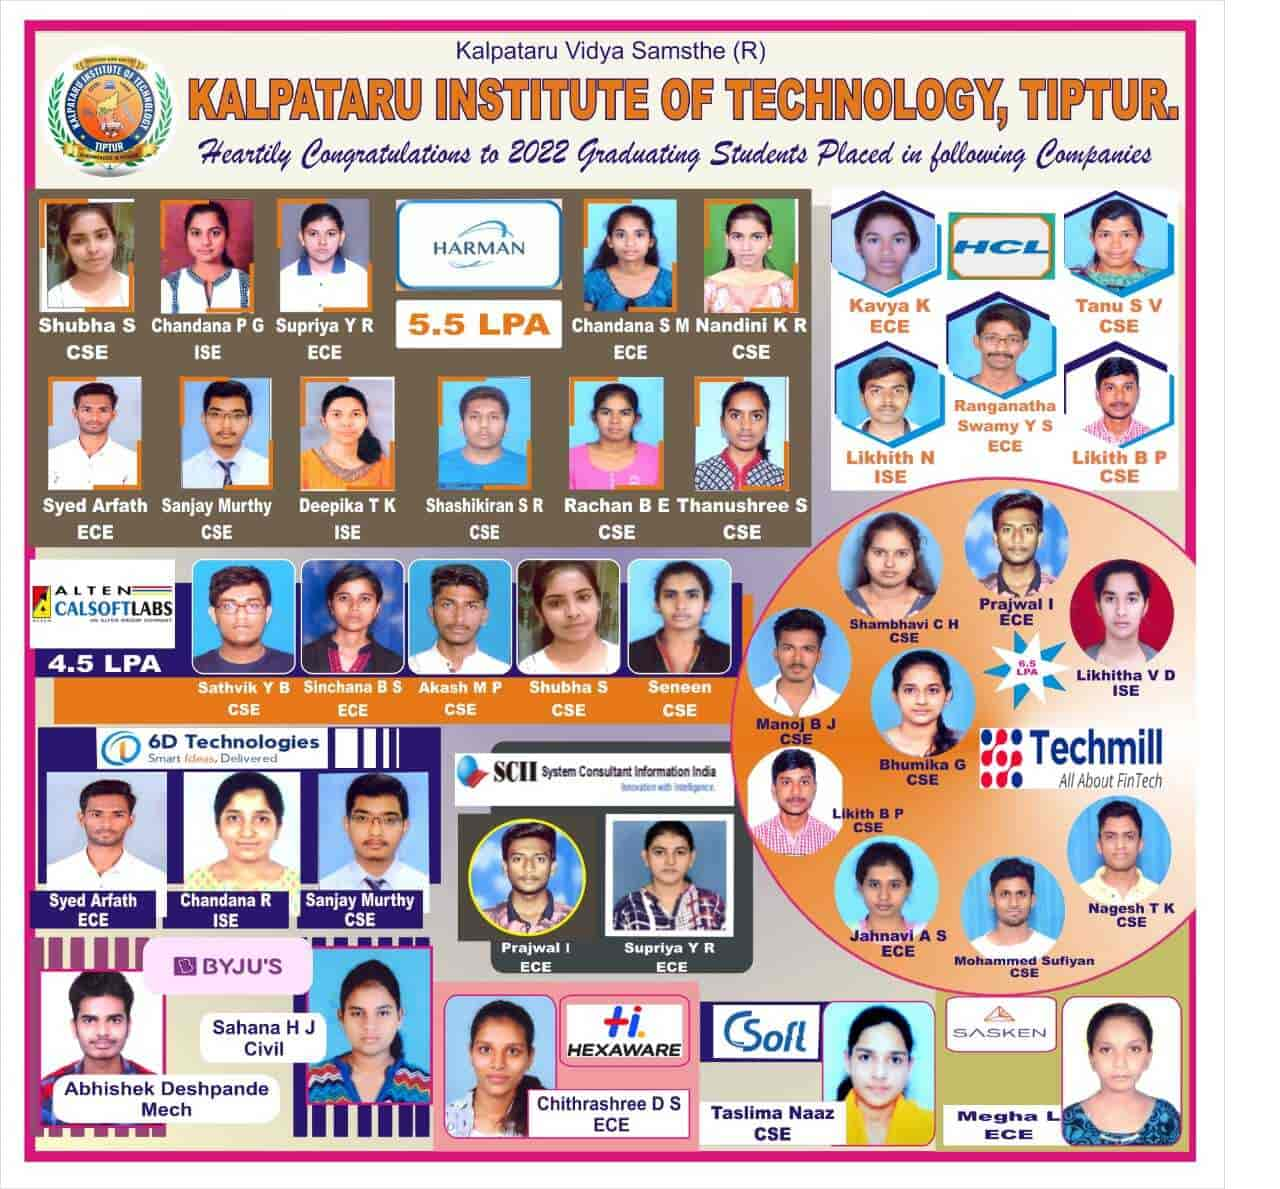 Kalpataru Vidya Samsthe (R)
KALPATARU INSTITUTE OF TECHNOLOGY, TIPTUR.
Heartily Congratulations to 2022 Graduating Students Placed in following Companies
KALPATARU INSTITUTE OF TECHNOLOGY
TIPTUR
HARMAN
5.5 LPA
Shubha S
CSE
Chandana P G
ISE
Supriya Y R
ECE
Chandana S M
ECE
Nandini K R
CSE
Syed Arfath
ECE
Sanjay Murthy
CSE
Deepika T K
ISE
Shashikiran S R
CSE
Rachan B E
CSE
Thanushree S
CSE
HCL
Kavya K
ECE
Tanu S V
CSE
Ranganatha
Swamy Y S
ECE
Likhith N
ISE
Likith B P
CSE
ALTEN
CALSOFTLABS
4.5 LPA
Sathvik Y B
CSE
Sinchana B S
ECE
Akash M P
CSE
Shubha S
CSE
Seneen
CSE
Shambhavi C H
CSE
Prajwal I
ECE
6.5
LPA
Likhitha V D
ISE
Manoj B J
CSE
Bhumika G
CSE
Techmill
All About FinTech
Likith B P
CSE
Jahnavi A S
ECE
Mohammed Sufiyan
CSE
Nagesh T K
CSE
6D Technologies
Smart Ideas, Delivered
Syed Arfath
ECE
Chandana R
ISE
Sanjay Murthy
CSE
SCII System Consultant Information India
Innovation with Intelligence.
Prajwal I
ECE
Supriya Y R
ECE
BYJU'S
Sahana H J
Civil
Abhishek Deshpande
Mech
Hi.
HEXAWARE
Chithrashree D S
ECE
CSoft
Taslima Naaz
CSE
SASKEN
Megha L
ECE